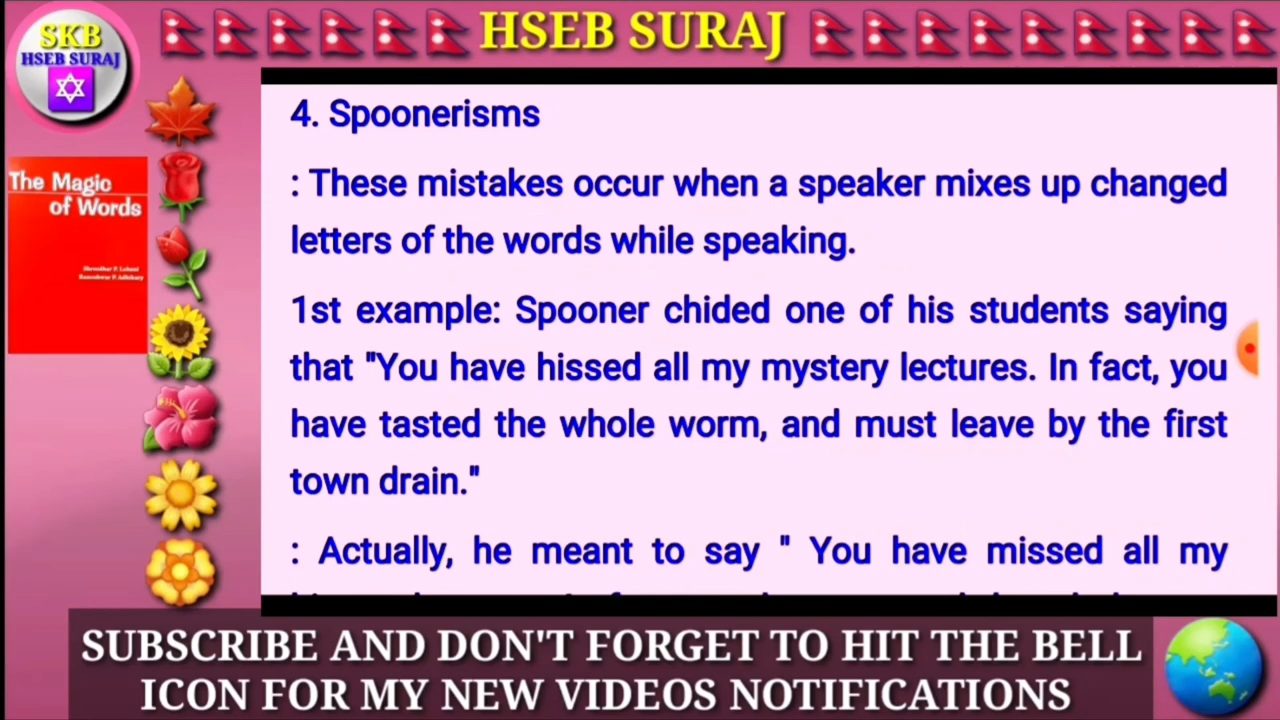 SKB
HSEB SURAJ
HSEB SURAJ
The Magic
of Words
4. Spoonerisms
: These mistakes occur when a speaker mixes up changed
letters of the words while speaking.
1st example: Spooner chided one of his students saying
that "You have hissed all my mystery lectures. In fact, you
have tasted the whole worm, and must leave by the first
town drain."
: Actually, he meant to say " You have missed all my
SUBSCRIBE AND DON'T FORGET TO HIT THE BELL
ICON FOR MY NEW VIDEOS NOTIFICATIONS